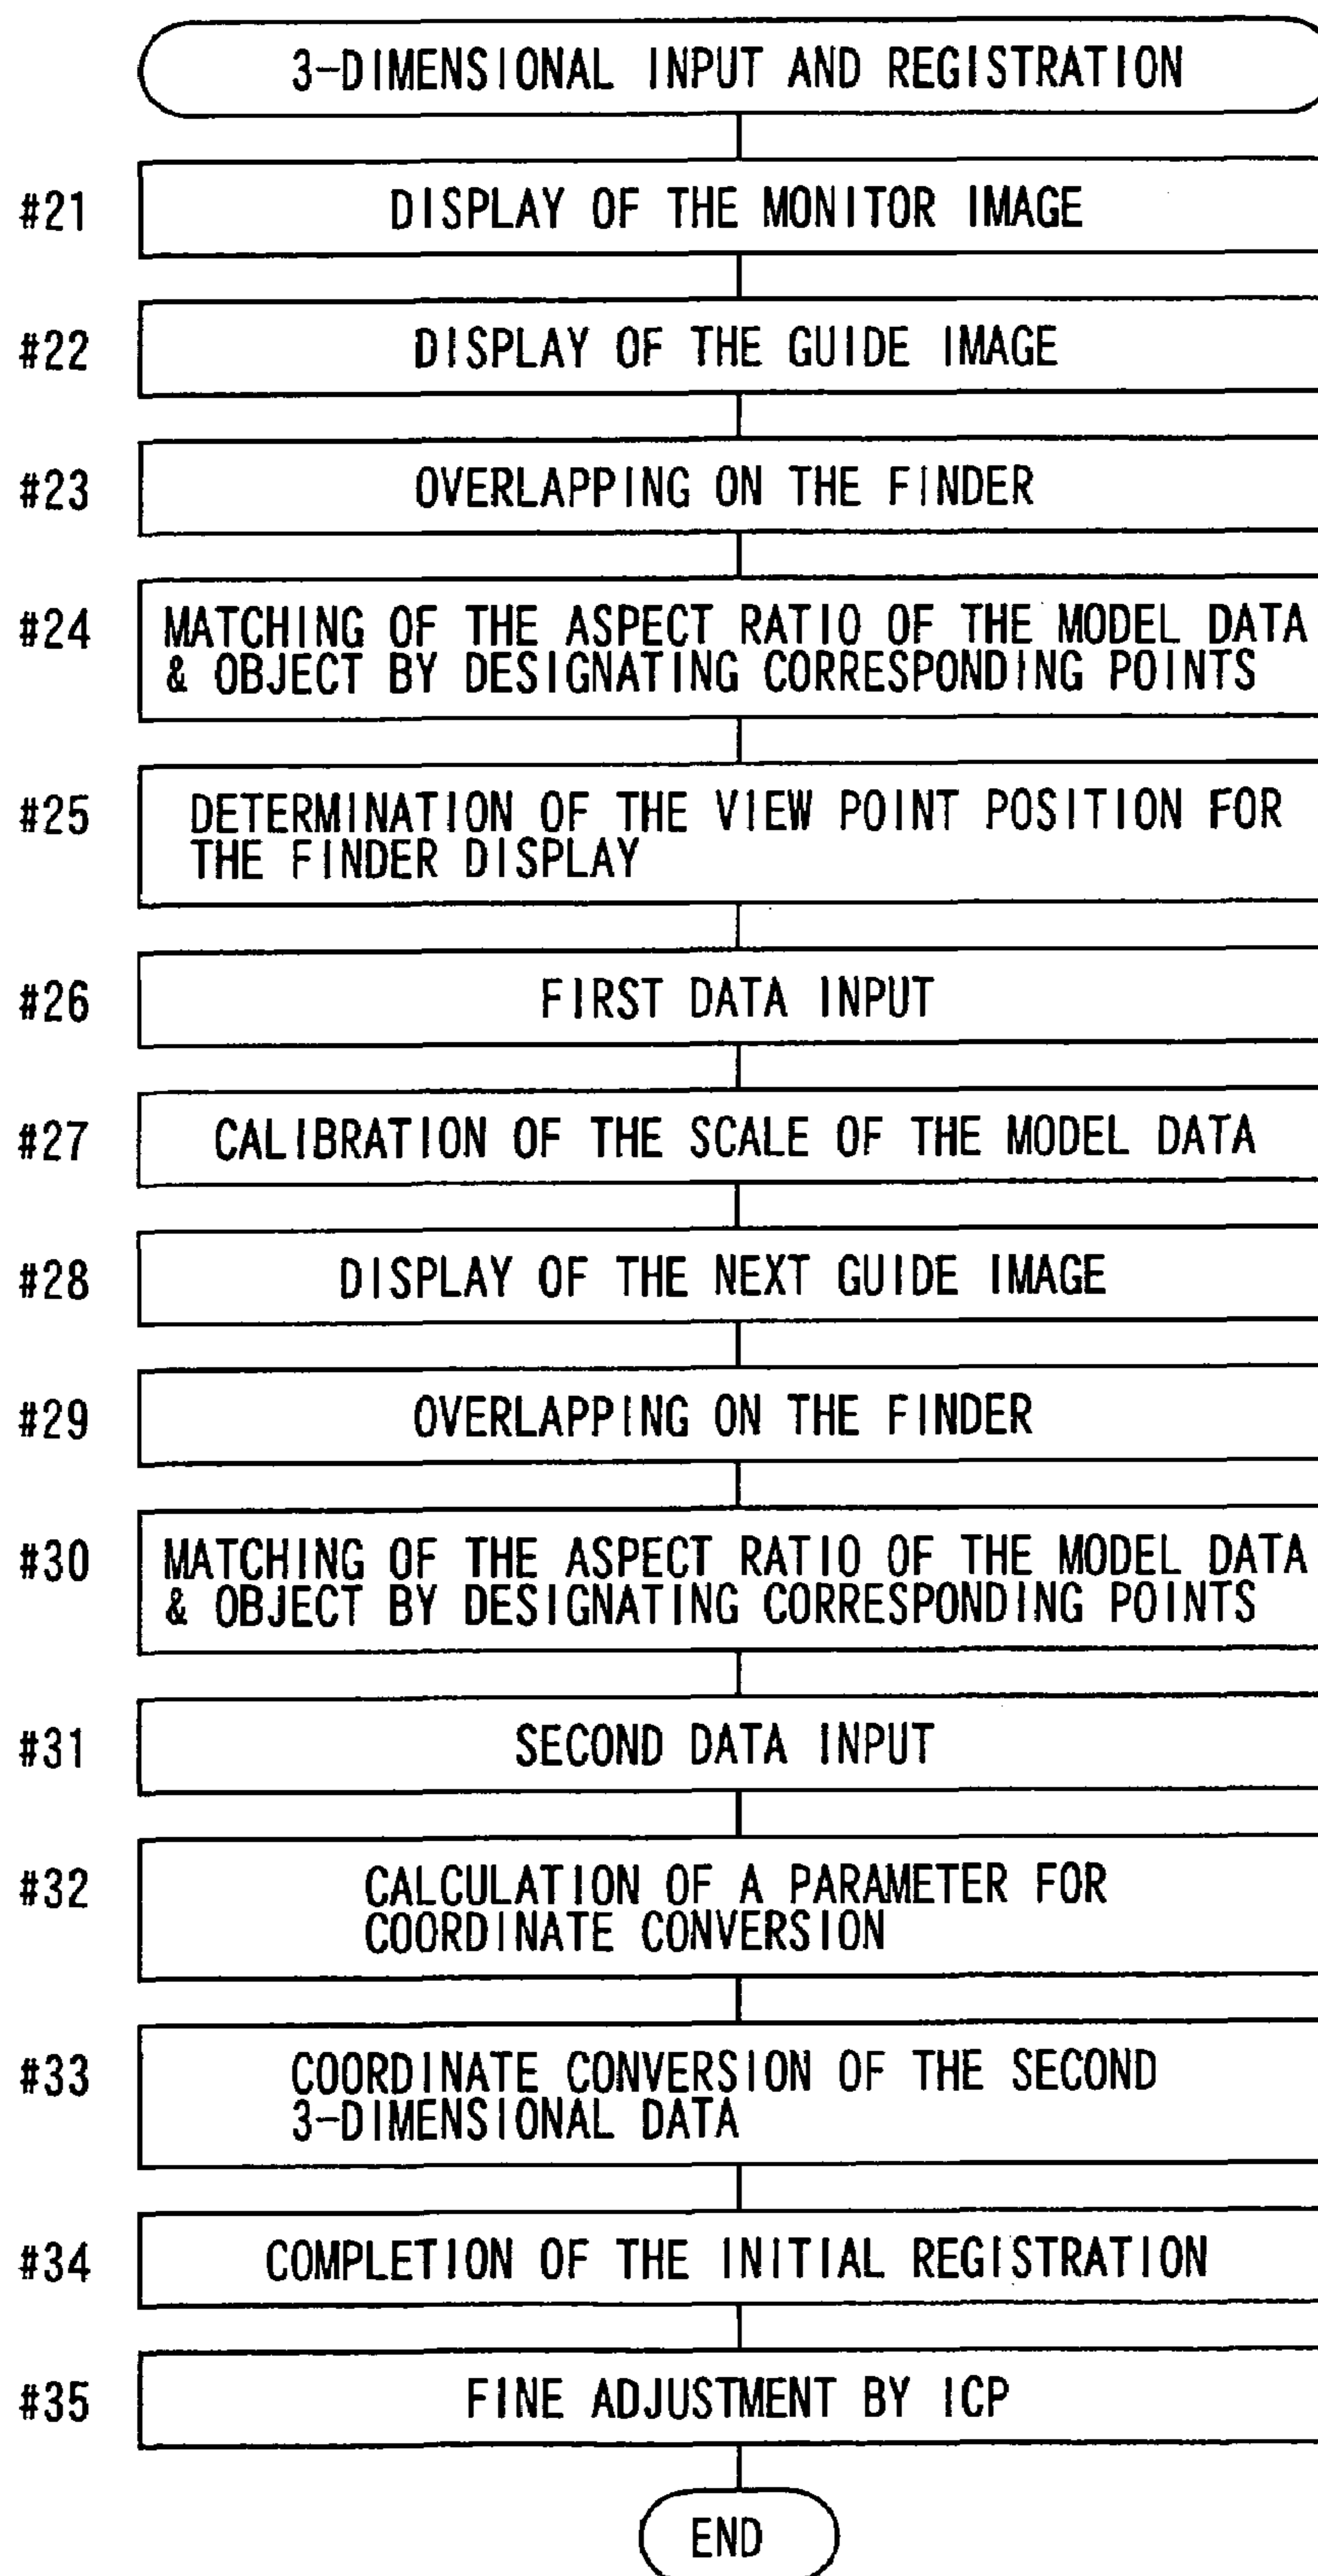 3-DIMENSIONAL INPUT AND REGISTRATION
#21 DISPLAY OF THE MONITOR IMAGE
#22 DISPLAY OF THE GUIDE IMAGE
#23 OVERLAPPING ON THE FINDER
#24 MATCHING OF THE ASPECT RATIO OF THE MODEL DATA
& OBJECT BY DESIGNATING CORRESPONDING POINTS
#25 DETERMINATION OF THE VIEW POINT POSITION FOR
THE FINDER DISPLAY
#26 FIRST DATA INPUT
#27 CALIBRATION OF THE SCALE OF THE MODEL DATA
#28 DISPLAY OF THE NEXT GUIDE IMAGE
#29 OVERLAPPING ON THE FINDER
#30 MATCHING OF THE ASPECT RATIO OF THE MODEL DATA
& OBJECT BY DESIGNATING CORRESPONDING POINTS
#31 SECOND DATA INPUT
#32 CALCULATION OF A PARAMETER FOR
COORDINATE CONVERSION
#33 COORDINATE CONVERSION OF THE SECOND
3-DIMENSIONAL DATA
#34 COMPLETION OF THE INITIAL REGISTRATION
#35 FINE ADJUSTMENT BY ICP
END